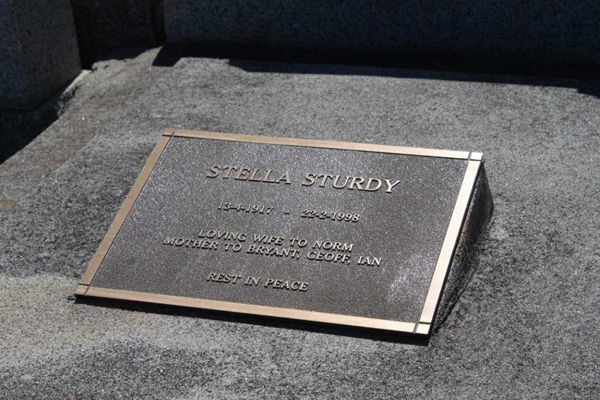 STELLA STURDY
13-4-1917 - 22-2-1998
LOVING WIFE TO NORM
MOTHER TO BRYANT, GEOFF, IAN
REST IN PEACE